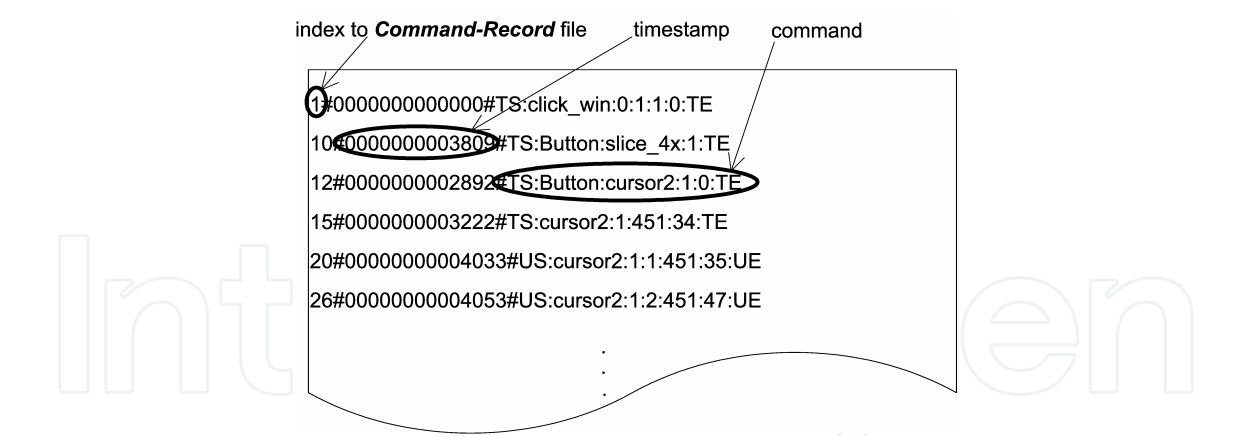 index to Command-Record file timestamp command
1#0000000000000#TS:click_win:0:1:1:0:TE
10#0000000003809#TS:Button:slice_4x:1:TE
12#0000000002892#TS:Button:cursor2:1:0:TE
15#0000000003222#TS:cursor2:1:451:34:TE
20#00000000004033#US:cursor2:1:1:451:35:UE
26#00000000004053#US:cursor2:1:2:451:47:UE
.
.
.
Int en